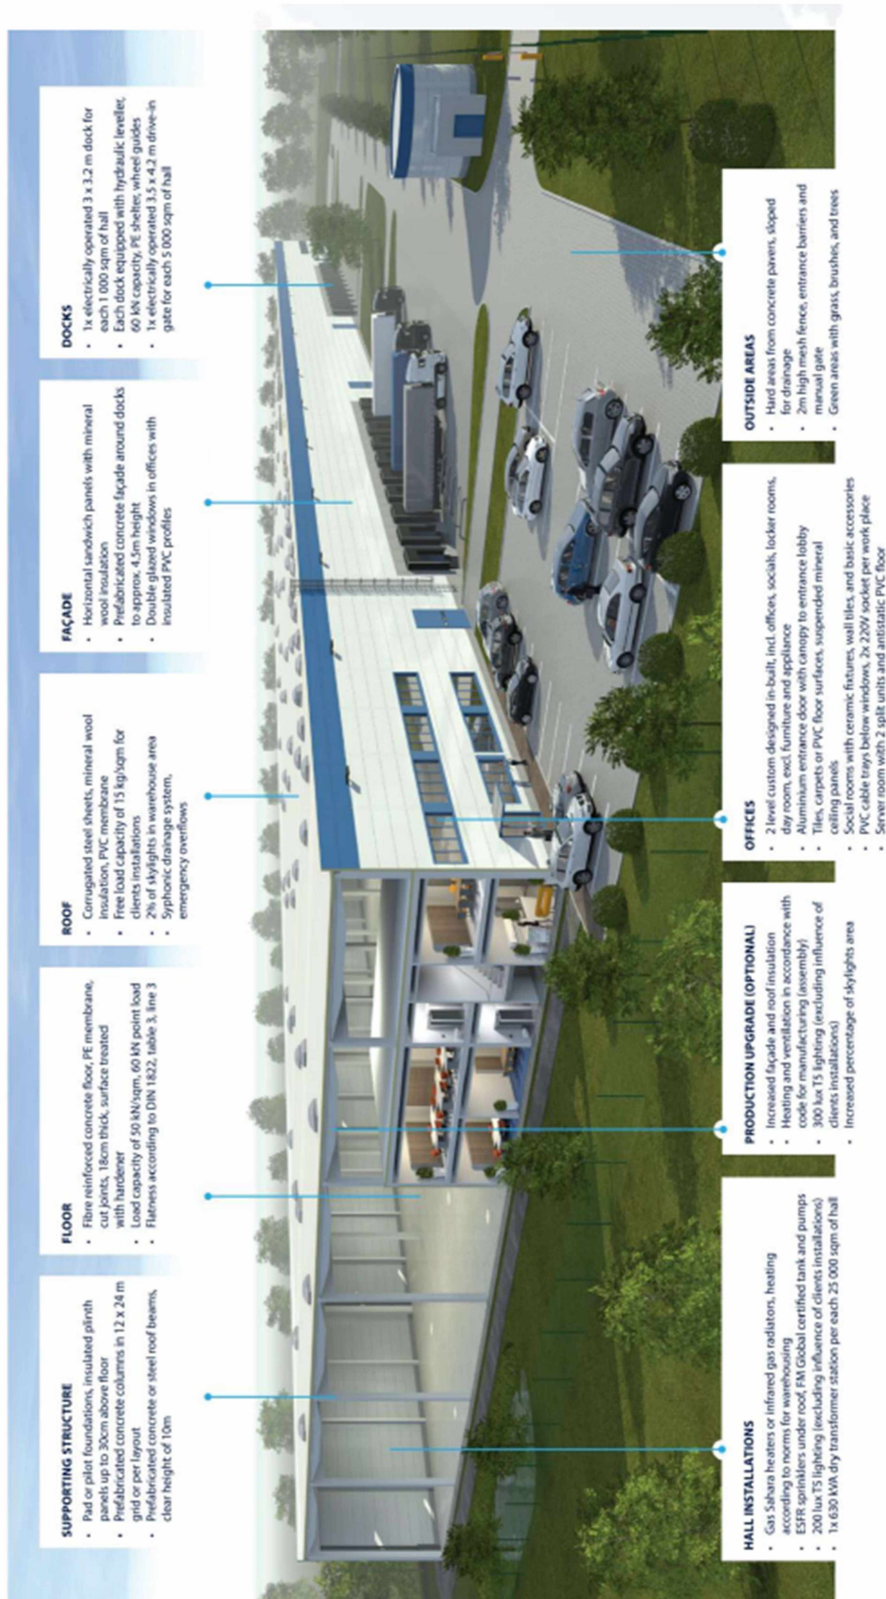 SUPPORTING STRUCTURE
• Pad or pilot foundations, insulated plinth
panels up to 30cm above floor
• Prefabricated concrete columns in 12 x 24 m
grid or per layout
• Prefabricated concrete or steel roof beams,
clear height of 10m
FLOOR
• Fibre reinforced concrete floor, PE membrane,
cut joints, 18cm thick, surface treated
with hardener
• Load capacity of 50 kN/sqm, 60 kN point load
• Flatness according to DIN 1822, table 3, line 3
ROOF
• Corrugated steel sheets, mineral wool
insulation, PVC membrane
• Free load capacity of 15 kg/sqm for
clients installations
• 2% of skylights in warehouse area
• Syphonic drainage system,
emergency overflows
FAÇADE
• Horizontal sandwich panels with mineral
wool insulation
• Prefabricated concrete façade around docks
to approx. 4.5m height
• Double glazed windows in offices with
insulated PVC profiles
DOCKS
• 1x electrically operated 3 x 3.2 m dock for
each 1 000 sqm of hall
• Each dock equipped with hydraulic leveller,
60 kN capacity, PE shelter, wheel guides
• 1x electrically operated 3.5 x 4.2 m drive-in
gate for each 5 000 sqm of hall
HALL INSTALLATIONS
• Gas Sahara heaters or infrared gas radiators, heating
according to norms for warehousing
• ESFR sprinklers under roof, FM Global certified tank and pumps
• 200 lux T5 lighting (excluding influence of clients installations)
• 1x 630 kVA dry transformer station per each 25 000 sqm of hall
PRODUCTION UPGRADE (OPTIONAL)
• Increased façade and roof insulation
• Heating and ventilation in accordance with
code for manufacturing (assembly)
• 300 lux T5 lighting (excluding influence of
clients installations)
• Increased percentage of skylights area
OFFICES
• 2 level custom designed in-built, incl. offices, socials, locker rooms,
day room, excl. furniture and appliance
• Aluminium entrance door with canopy to entrance lobby
• Tiles, carpets or PVC floor surfaces, suspended mineral
ceiling panels
• Social rooms with ceramic fixtures, wall tiles, and basic accessories
• PVC cable trays below windows, 2x 220V socket per work place
• Server room with 2 split units and antistatic PVC floor
OUTSIDE AREAS
• Hard areas from concrete pavers, sloped
for drainage
• 2m high mesh fence, entrance barriers and
manual gate
• Green areas with grass, brushes, and trees